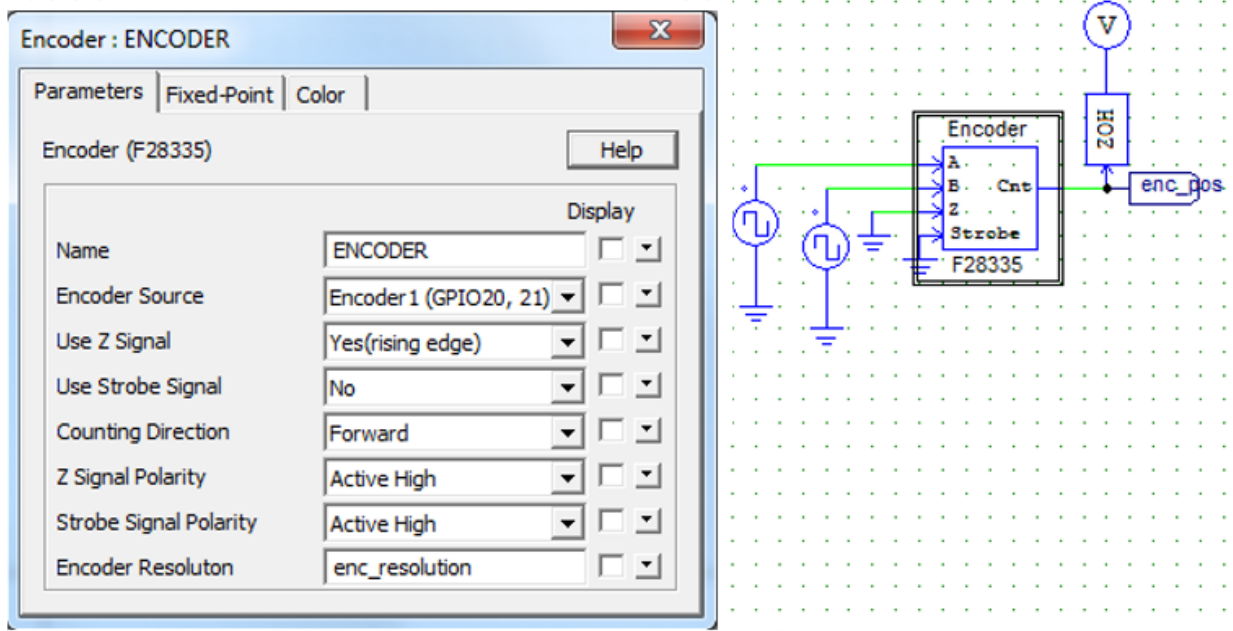 Encoder : ENCODER
Parameters Fixed-Point Color
Encoder (F28335) Help
Display
Name ENCODER
Encoder Source Encoder1 (GPIO20, 21)
Use Z Signal Yes(rising edge)
Use Strobe Signal No
Counting Direction Forward
Z Signal Polarity Active High
Strobe Signal Polarity Active High
Encoder Resoluton enc_resolution
V
ZOH
Encoder
A
B Cnt
Z
Strobe
F28335
enc_pos